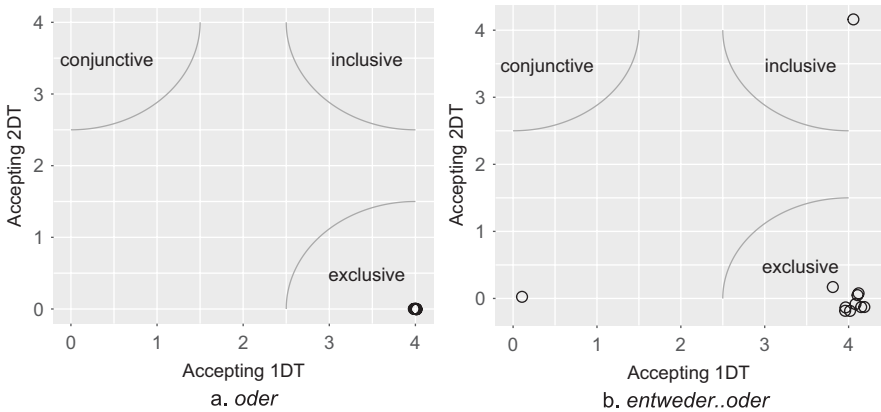 4
conjunctive
inclusive
3
2
1
exclusive
0
0
1
2
3
4
Accepting 2DT
Accepting 1DT
a. oder
4
conjunctive
inclusive
3
2
1
exclusive
0
0
1
2
3
4
Accepting 2DT
Accepting 1DT
b. entweder..oder